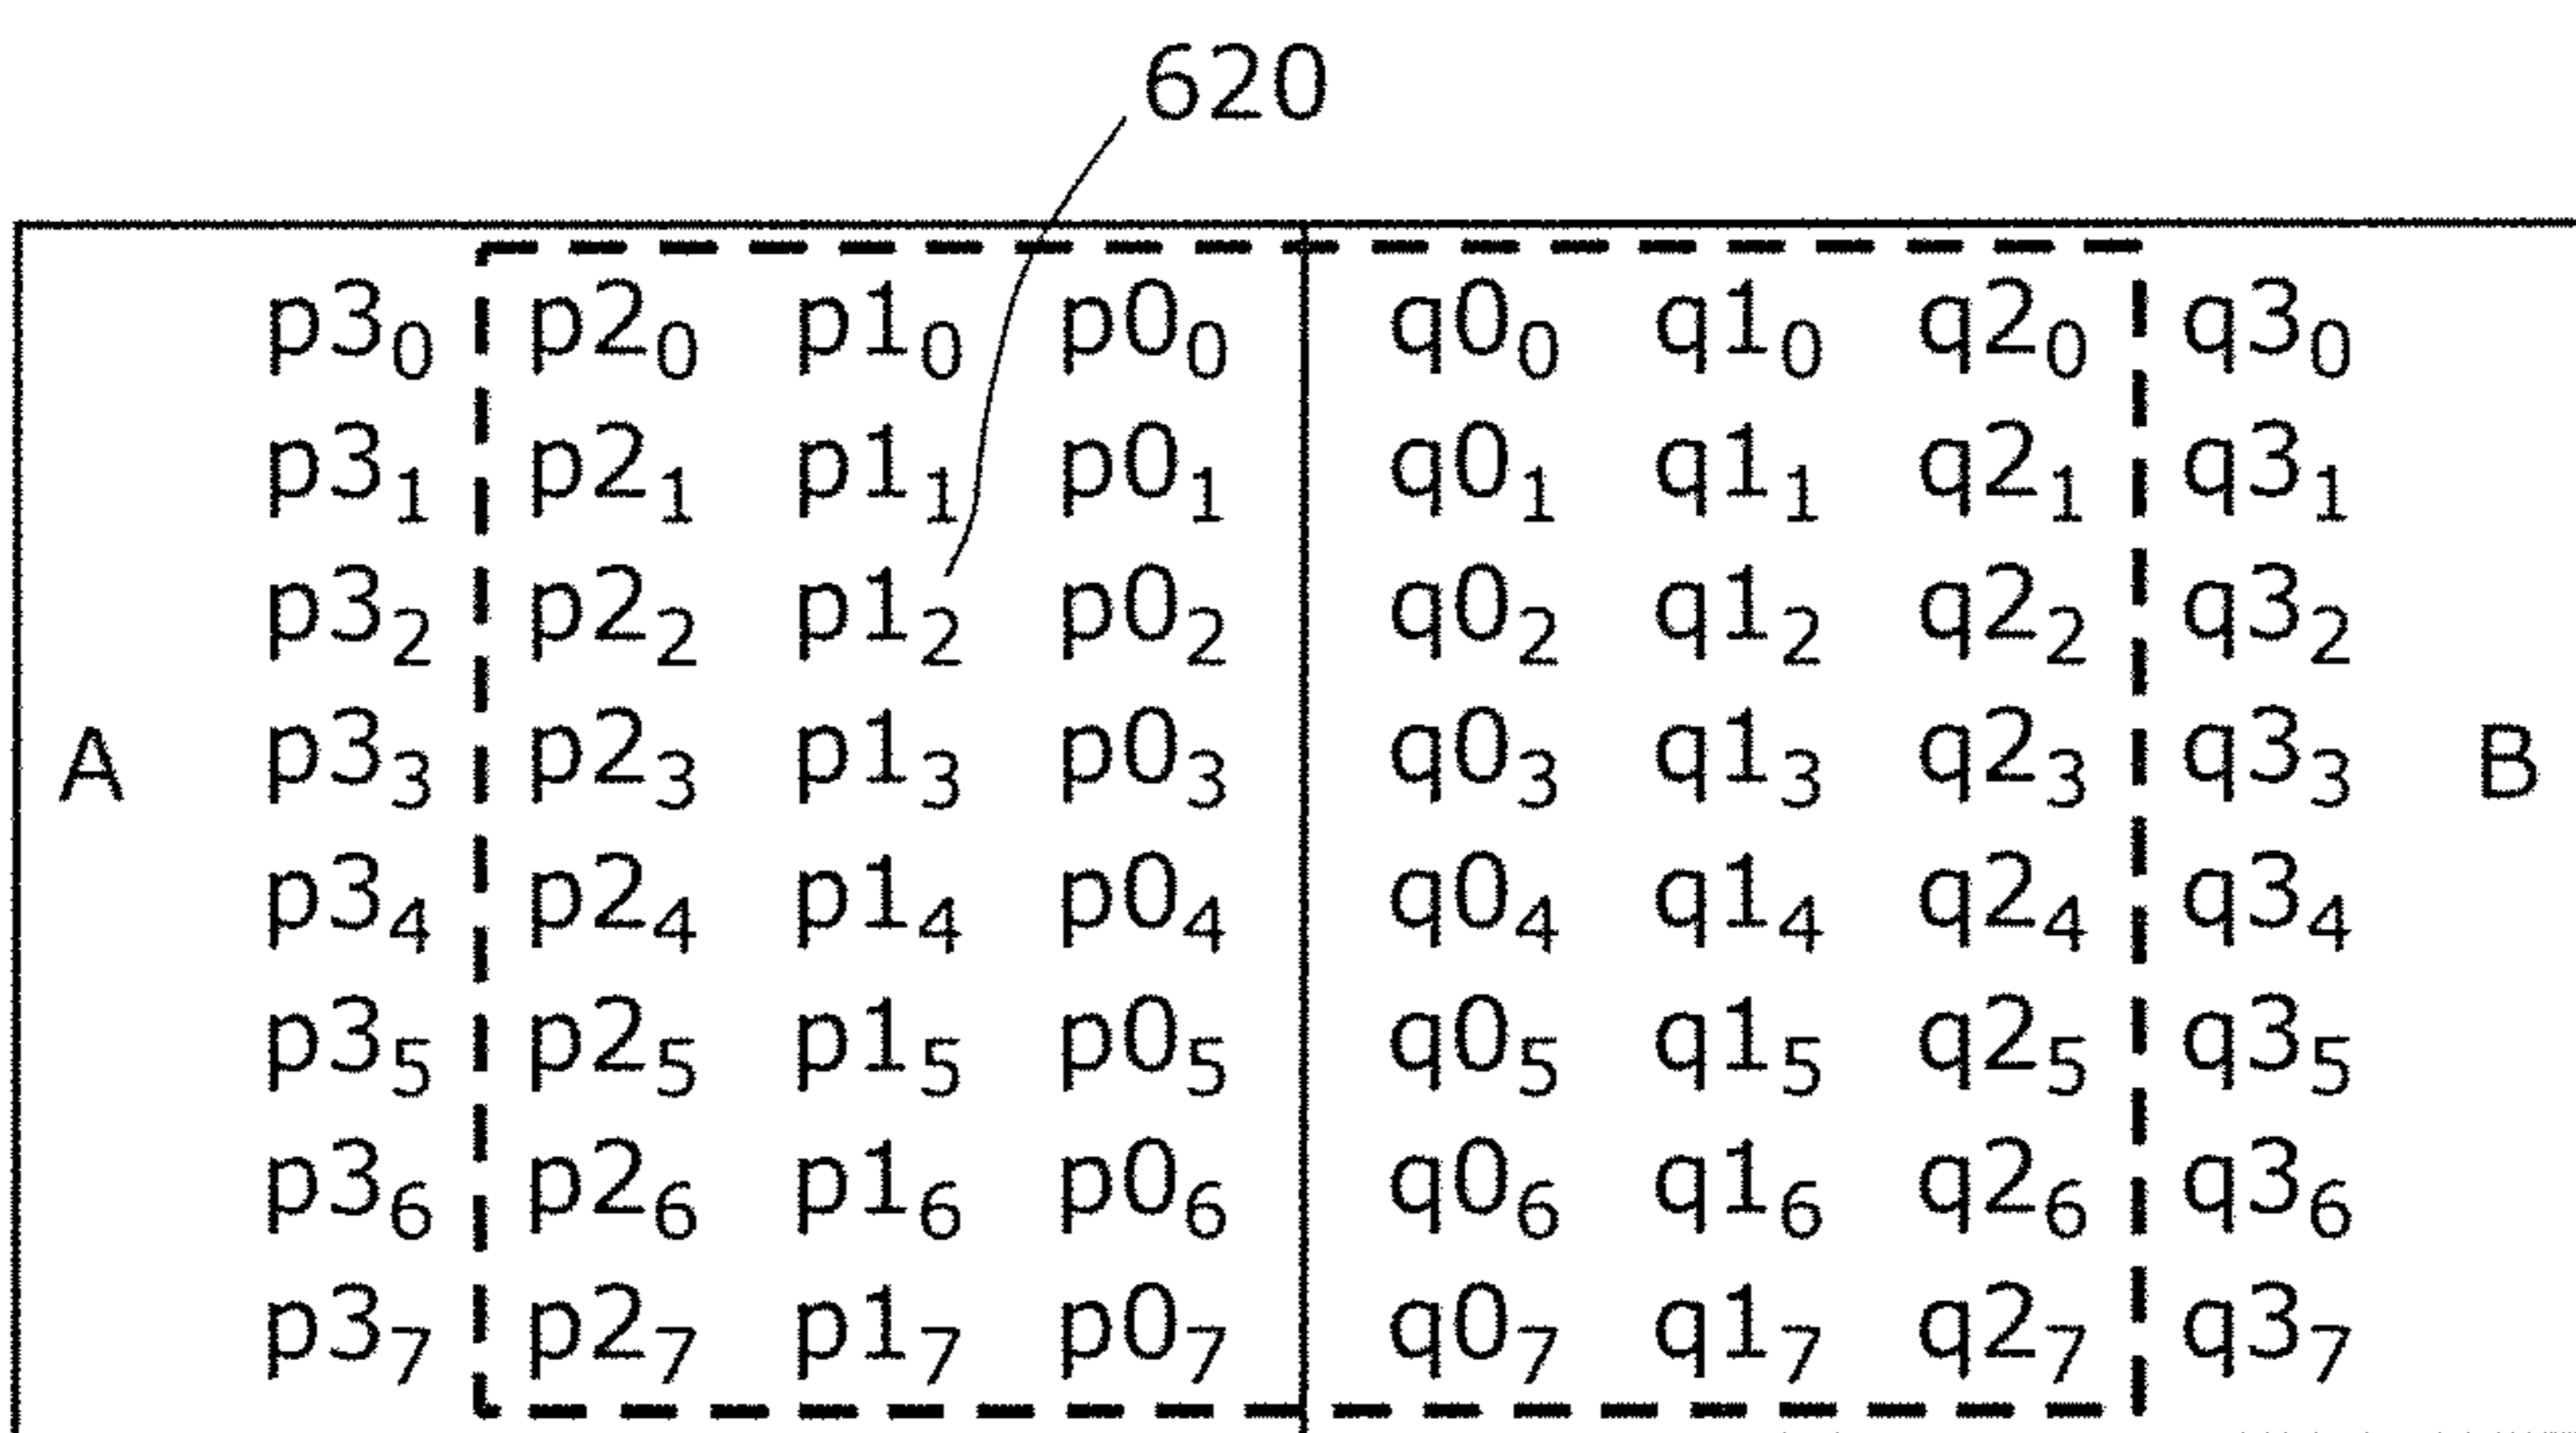 620
p3₀ p2₀ p1₀ p0₀ q0₀ q1₀ q2₀ q3₀
p3₁ p2₁ p1₁ p0₁ q0₁ q1₁ q2₁ q3₁
p3₂ p2₂ p1₂ p0₂ q0₂ q1₂ q2₂ q3₂
A p3₃ p2₃ p1₃ p0₃ q0₃ q1₃ q2₃ q3₃ B
p3₄ p2₄ p1₄ p0₄ q0₄ q1₄ q2₄ q3₄
p3₅ p2₅ p1₅ p0₅ q0₅ q1₅ q2₅ q3₅
p3₆ p2₆ p1₆ p0₆ q0₆ q1₆ q2₆ q3₆
p3₇ p2₇ p1₇ p0₇ q0₇ q1₇ q2₇ q3₇